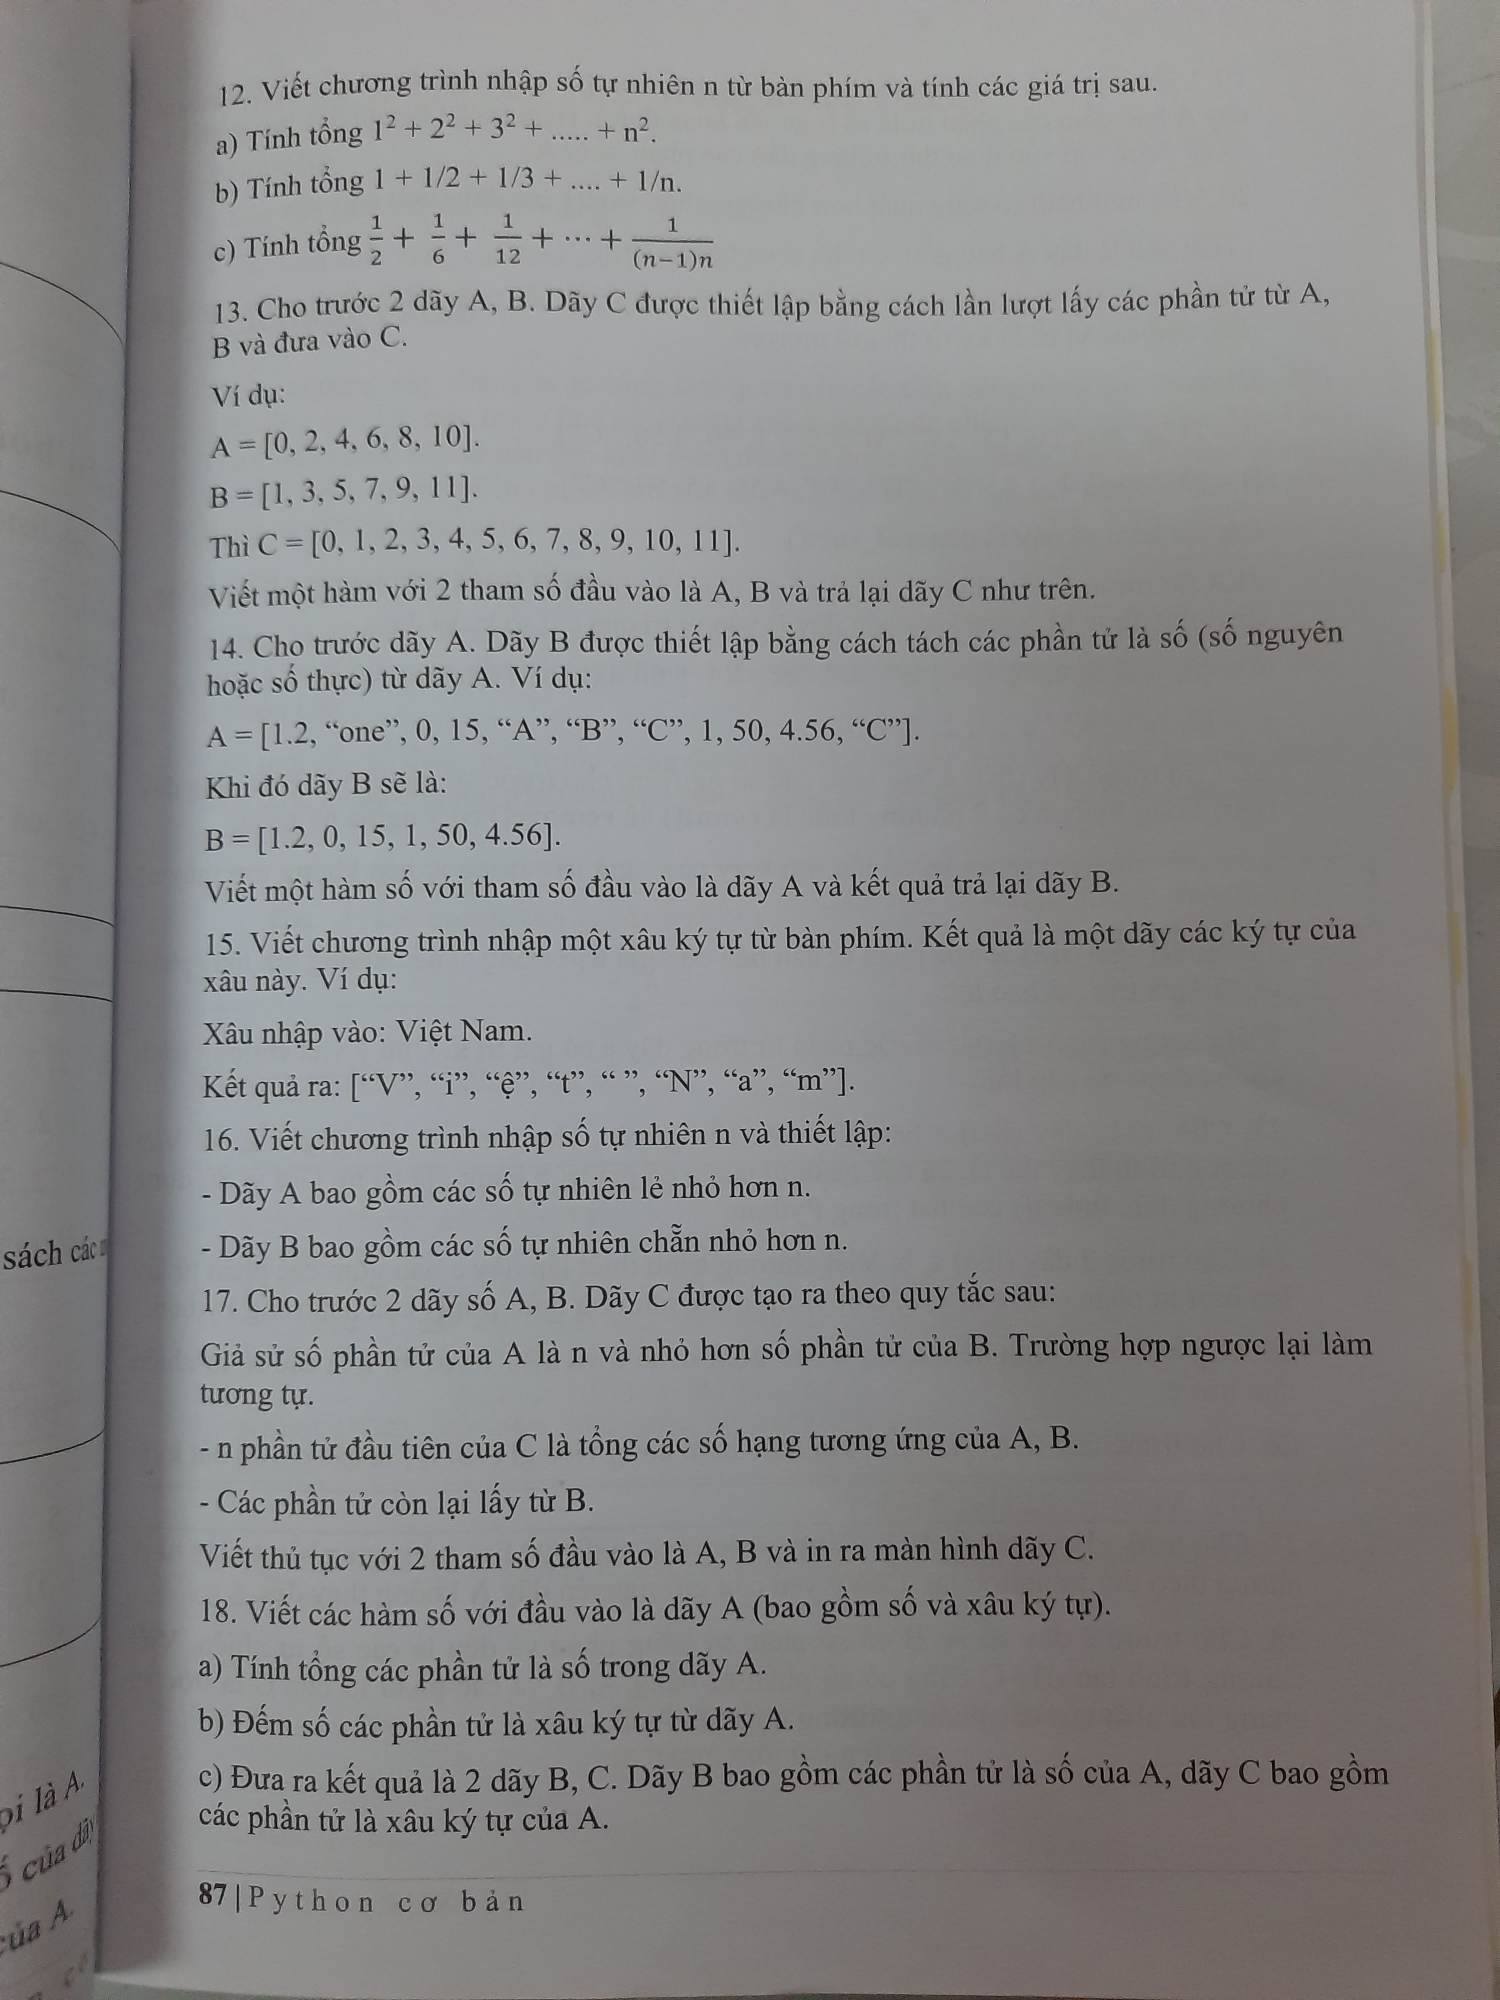 12. Viết chương trình nhập số tự nhiên n từ bàn phím và tính các giá trị sau.
a) Tính tổng 1² + 2² + 3² + ..... + n².
b) Tính tổng 1 + 1/2 + 1/3 + .... + 1/n.
c) Tính tổng 1/2 + 1/6 + 1/12 + ··· + 1/((n−1)n)
13. Cho trước 2 dãy A, B. Dãy C được thiết lập bằng cách lần lượt lấy các phần tử từ A,
B và đưa vào C.
Ví dụ:
A = [0, 2, 4, 6, 8, 10].
B = [1, 3, 5, 7, 9, 11].
Thì C = [0, 1, 2, 3, 4, 5, 6, 7, 8, 9, 10, 11].
Viết một hàm với 2 tham số đầu vào là A, B và trả lại dãy C như trên.
14. Cho trước dãy A. Dãy B được thiết lập bằng cách tách các phần tử là số (số nguyên
hoặc số thực) từ dãy A. Ví dụ:
A = [1.2, “one”, 0, 15, “A”, “B”, “C”, 1, 50, 4.56, “C”].
Khi đó dãy B sẽ là:
B = [1.2, 0, 15, 1, 50, 4.56].
Viết một hàm số với tham số đầu vào là dãy A và kết quả trả lại dãy B.
15. Viết chương trình nhập một xâu ký tự từ bàn phím. Kết quả là một dãy các ký tự của
xâu này. Ví dụ:
Xâu nhập vào: Việt Nam.
Kết quả ra: [“V”, “i”, “ệ”, “t”, “ ”, “N”, “a”, “m”].
16. Viết chương trình nhập số tự nhiên n và thiết lập:
- Dãy A bao gồm các số tự nhiên lẻ nhỏ hơn n.
- Dãy B bao gồm các số tự nhiên chẵn nhỏ hơn n.
17. Cho trước 2 dãy số A, B. Dãy C được tạo ra theo quy tắc sau:
Giả sử số phần tử của A là n và nhỏ hơn số phần tử của B. Trường hợp ngược lại làm
tương tự.
- n phần tử đầu tiên của C là tổng các số hạng tương ứng của A, B.
- Các phần tử còn lại lấy từ B.
Viết thủ tục với 2 tham số đầu vào là A, B và in ra màn hình dãy C.
18. Viết các hàm số với đầu vào là dãy A (bao gồm số và xâu ký tự).
a) Tính tổng các phần tử là số trong dãy A.
b) Đếm số các phần tử là xâu ký tự từ dãy A.
c) Đưa ra kết quả là 2 dãy B, C. Dãy B bao gồm các phần tử là số của A, dãy C bao gồm
các phần tử là xâu ký tự của A.
87 | Python cơ bản
sách các
là A.
của dãy
của A.